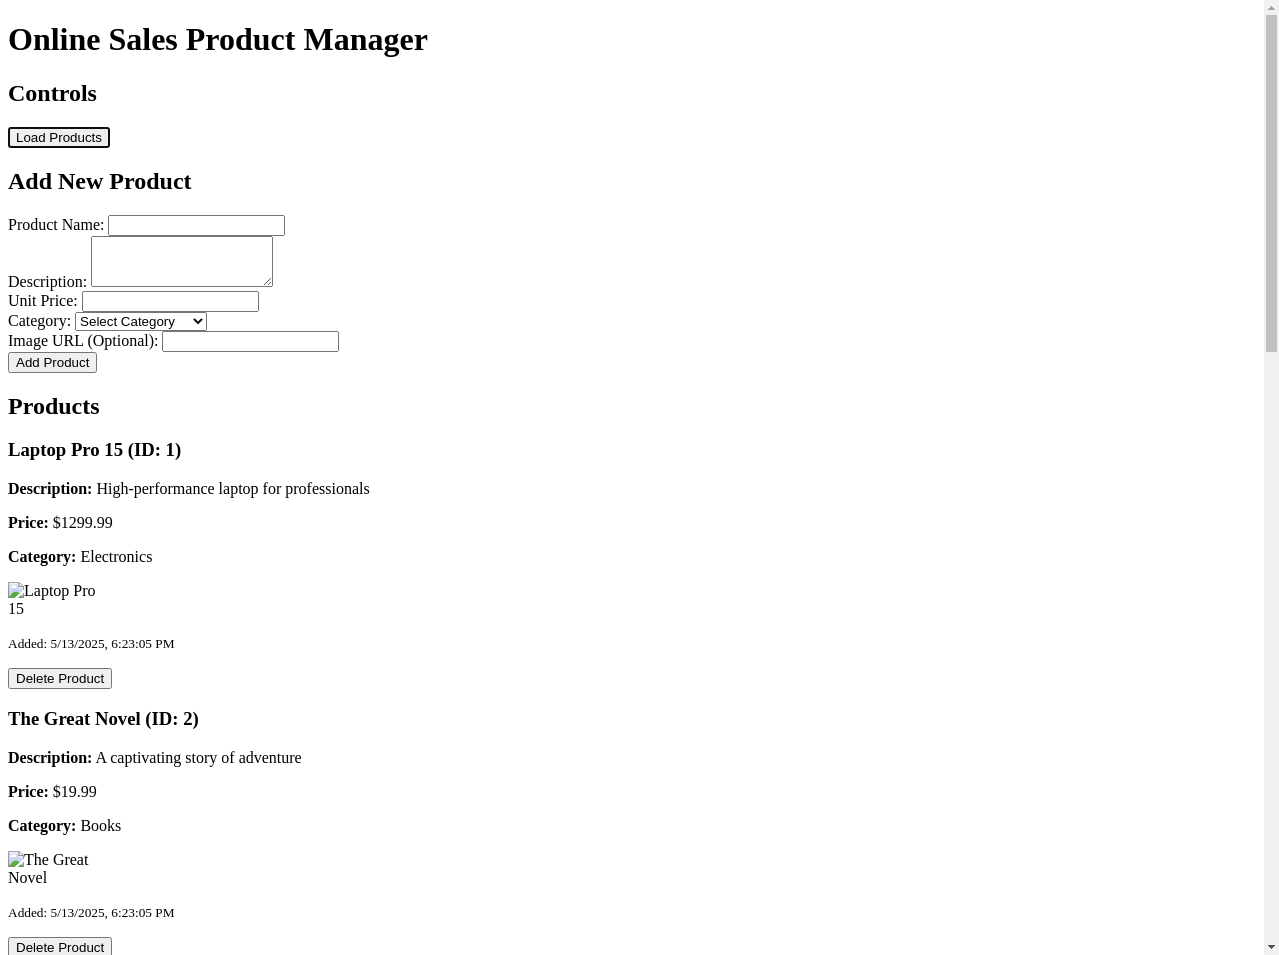 Online Sales Product Manager
Controls
Load Products
Add New Product
Product Name:
Description:
Unit Price:
Category: Select Category
Image URL (Optional):
Add Product
Products
Laptop Pro 15 (ID: 1)
Description: High-performance laptop for professionals
Price: $1299.99
Category: Electronics
Laptop Pro
15
Added: 5/13/2025, 6:23:05 PM
Delete Product
The Great Novel (ID: 2)
Description: A captivating story of adventure
Price: $19.99
Category: Books
The Great
Novel
Added: 5/13/2025, 6:23:05 PM
Delete Product